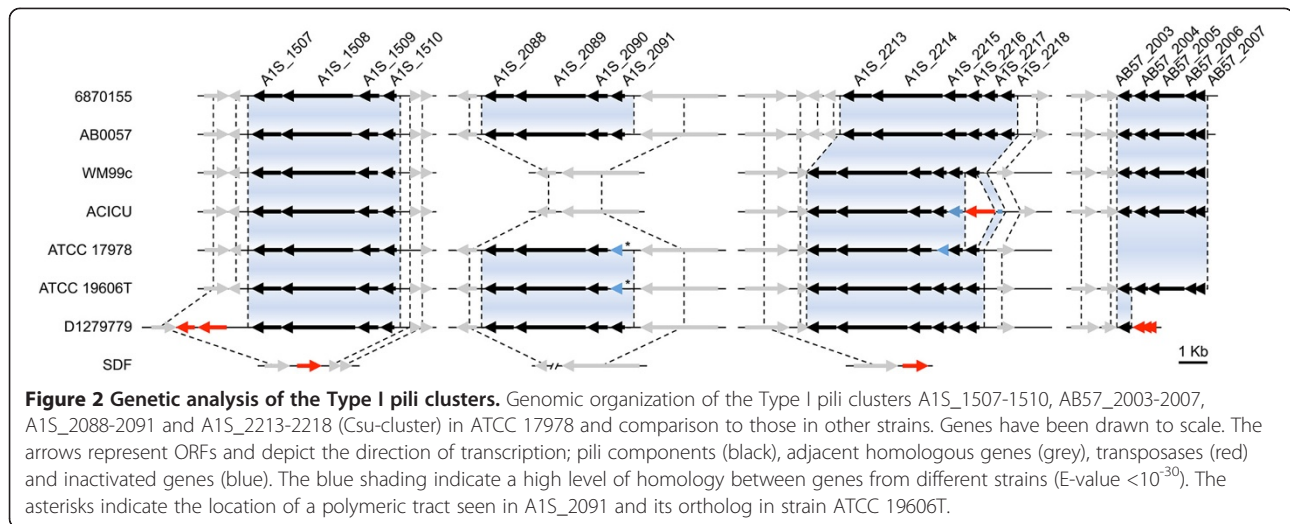 A1S_1507
A1S_1508
A1S_1509
A1S_1510
A1S_2088
A1S_2089
A1S_2090
A1S_2091
A1S_2213
A1S_2214
A1S_2215
A1S_2216
A1S_2217
A1S_2218
AB57_2003
AB57_2004
AB57_2005
AB57_2006
AB57_2007
6870155
AB0057
WM99c
ACICU
ATCC 17978
*
ATCC 19606T
*
D1279779
SDF
1 Kb
Figure 2 Genetic analysis of the Type I pili clusters. Genomic organization of the Type I pili clusters A1S_1507-1510, AB57_2003-2007,
A1S_2088-2091 and A1S_2213-2218 (Csu-cluster) in ATCC 17978 and comparison to those in other strains. Genes have been drawn to scale. The
arrows represent ORFs and depict the direction of transcription; pili components (black), adjacent homologous genes (grey), transposases (red)
and inactivated genes (blue). The blue shading indicate a high level of homology between genes from different strains (E-value <10⁻³⁰). The
asterisks indicate the location of a polymeric tract seen in A1S_2091 and its ortholog in strain ATCC 19606T.